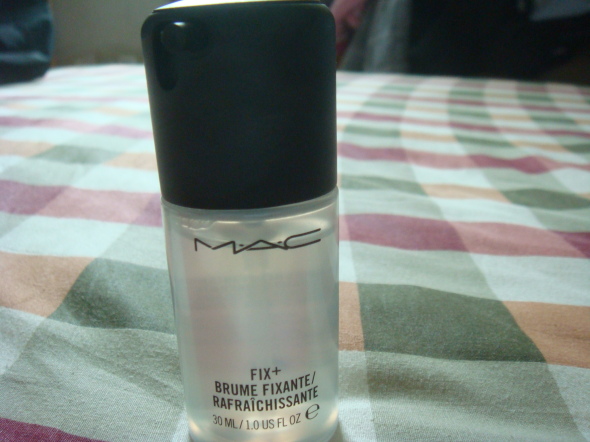 M·A·C
FIX+
BRUME FIXANTE/
RAFRAÎCHISSANTE
30 ML / 1.0 US FL OZ ℮